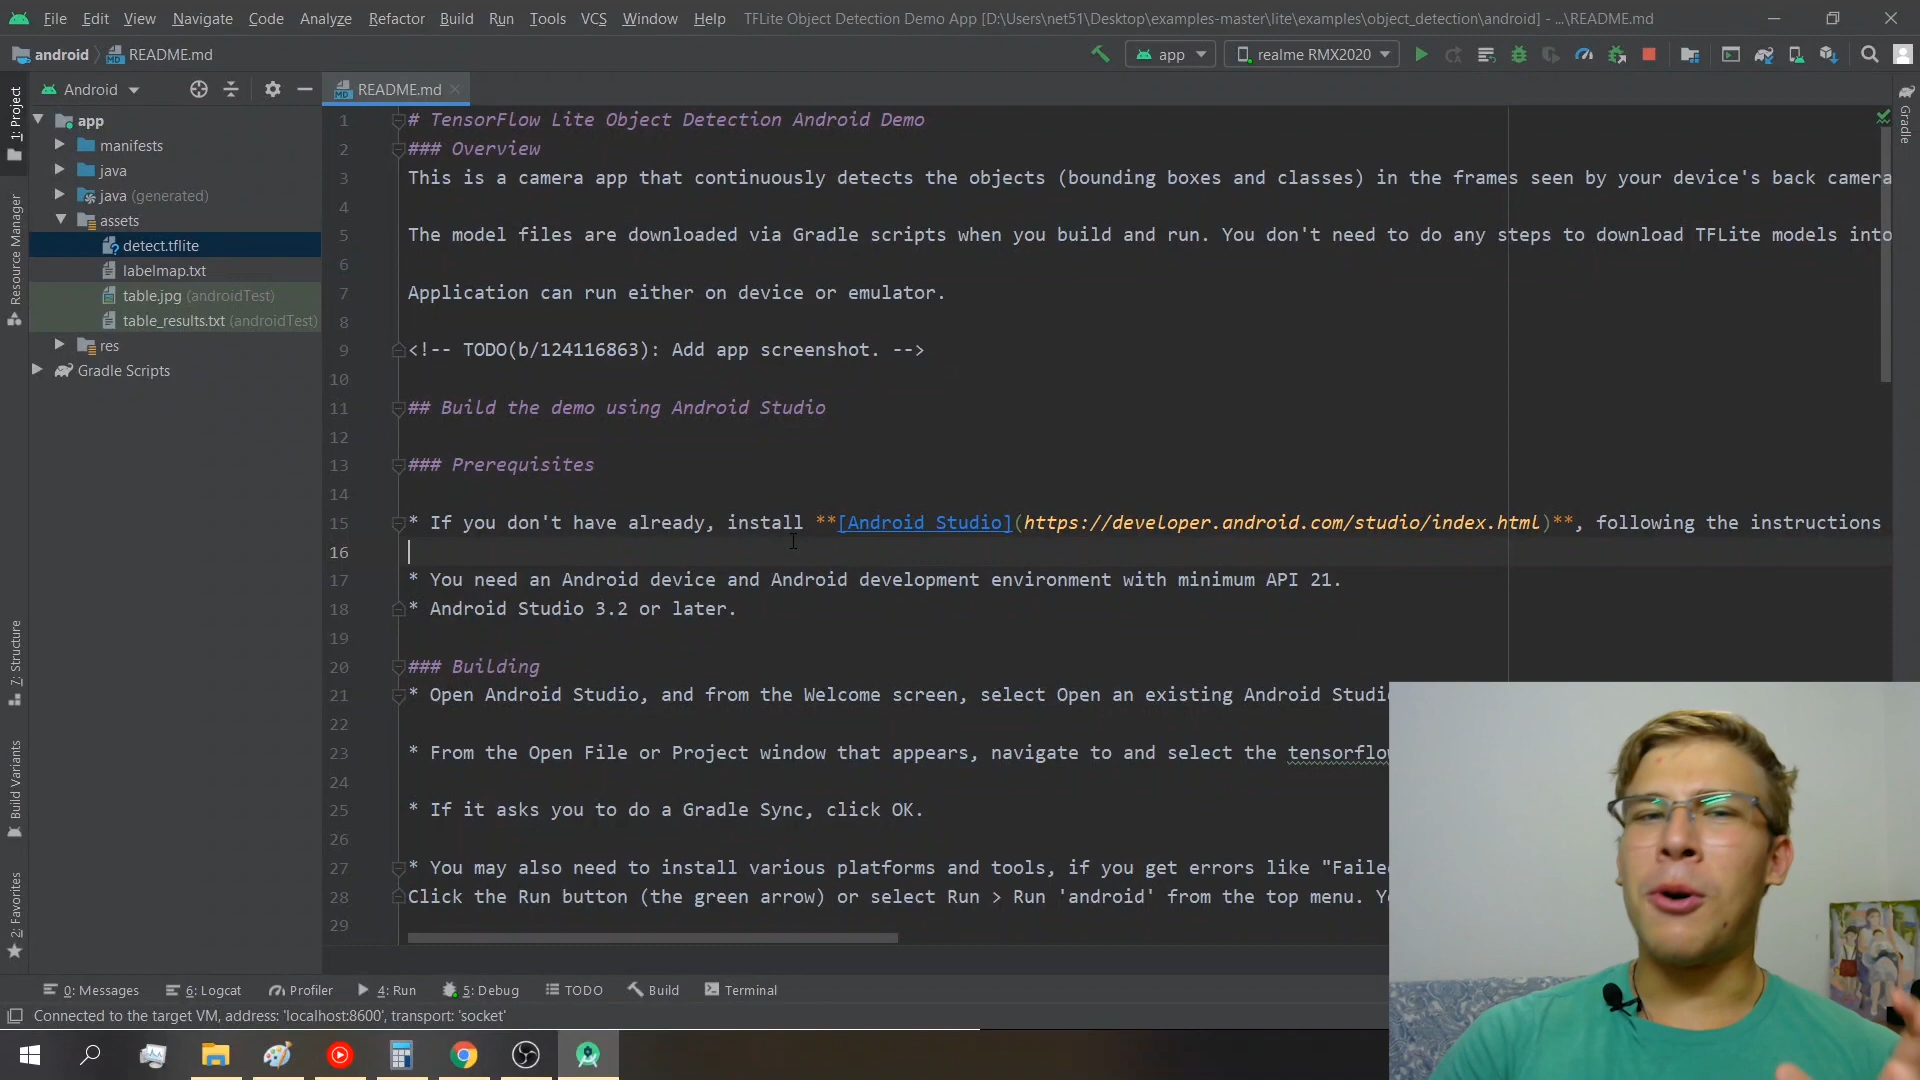 File Edit View Navigate Code Analyze Refactor Build Run Tools VCS Window Help TFLite Object Detection Demo App [D:\Users\net51\Desktop\examples-master\lite\examples\object_detection\android] - ...\README.md
android README.md app realme RMX2020
Android README.md
1: Project
Resource Manager
7: Structure
Build Variants
2: Favorites
Gradle
app
manifests
java
java (generated)
assets
detect.tflite
labelmap.txt
table.jpg (androidTest)
table_results.txt (androidTest)
res
Gradle Scripts
1 # TensorFlow Lite Object Detection Android Demo
2 ### Overview
3 This is a camera app that continuously detects the objects (bounding boxes and classes) in the frames seen by your device's back camera
4
5 The model files are downloaded via Gradle scripts when you build and run. You don't need to do any steps to download TFLite models into
6
7 Application can run either on device or emulator.
8
9 <!-- TODO(b/124116863): Add app screenshot. -->
10
11 ## Build the demo using Android Studio
12
13 ### Prerequisites
14
15 * If you don't have already, install **[Android Studio](https://developer.android.com/studio/index.html)**, following the instructions
16
17 * You need an Android device and Android development environment with minimum API 21.
18 * Android Studio 3.2 or later.
19
20 ### Building
21 * Open Android Studio, and from the Welcome screen, select Open an existing Android Studi
22
23 * From the Open File or Project window that appears, navigate to and select the tensorflow
24
25 * If it asks you to do a Gradle Sync, click OK.
26
27 * You may also need to install various platforms and tools, if you get errors like "Failed
28 Click the Run button (the green arrow) or select Run > Run 'android' from the top menu. Y
29
0: Messages 6: Logcat Profiler 4: Run 5: Debug TODO Build Terminal
Connected to the target VM, address: 'localhost:8600', transport: 'socket'